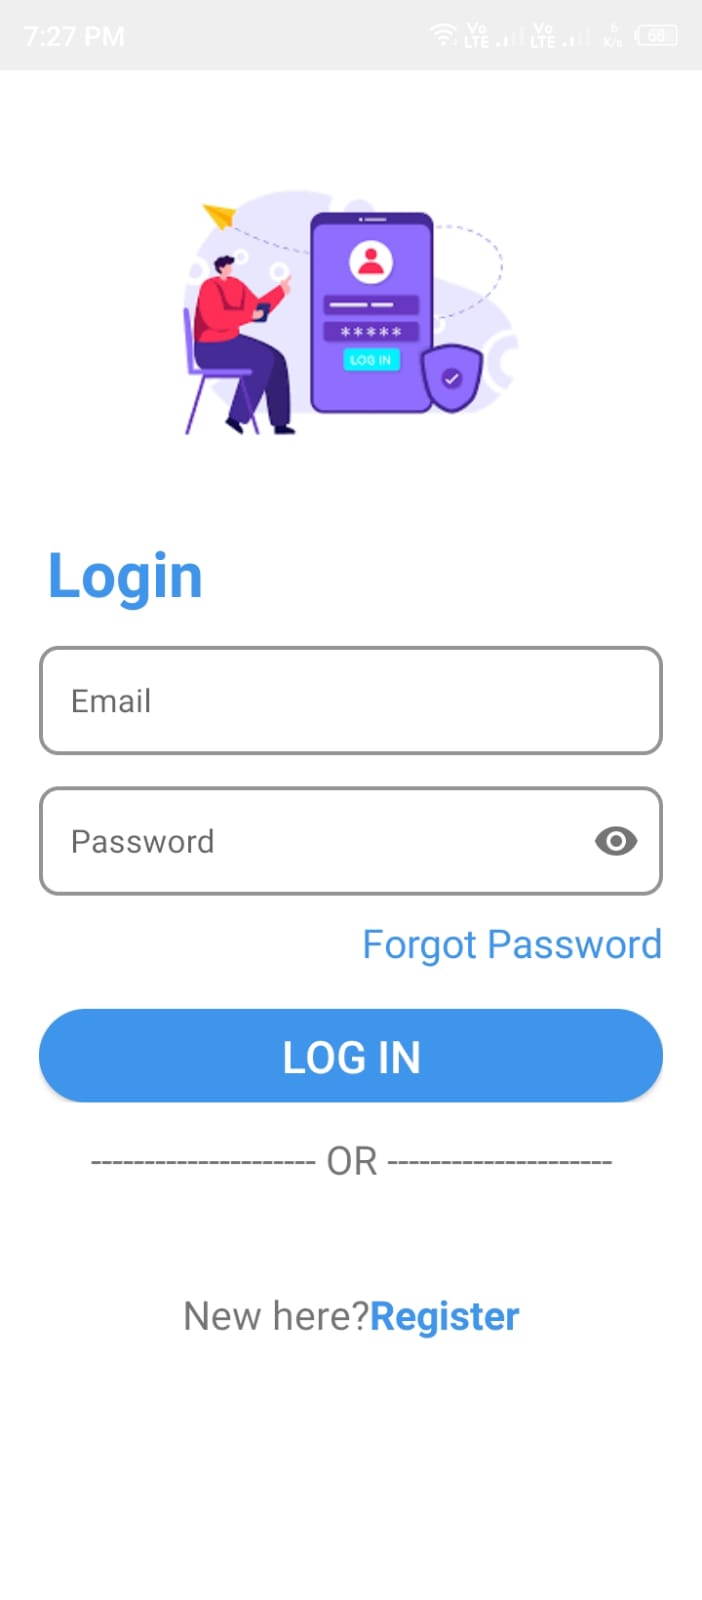 7:27 PM Vo LTE Vo LTE 6 K/s 68
*****
LOG IN
Login
Email
Password
Forgot Password
LOG IN
--------------------- OR ---------------------
New here?Register